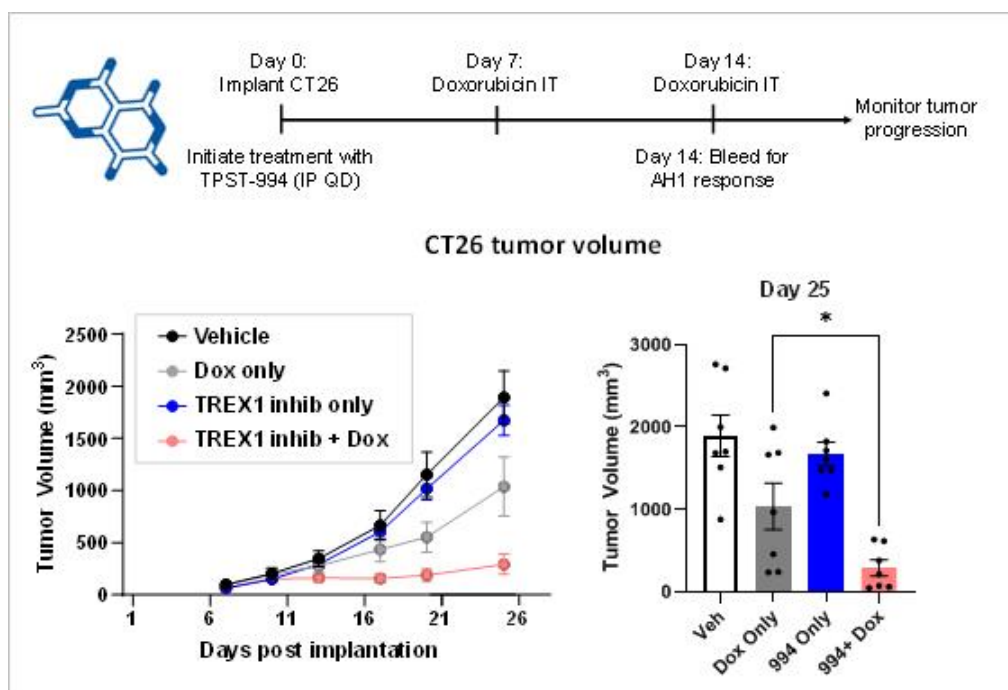 Day 0:
Implant CT26
Day 7:
Doxorubicin IT
Day 14:
Doxorubicin IT
Monitor tumor
progression
Initiate treatment with
TPST-994 (IP QD)
Day 14: Bleed for
AH1 response
CT26 tumor volume
Vehicle
Dox only
TREX1 inhib only
TREX1 inhib + Dox
Tumor Volume (mm³)
2500
2000
1500
1000
500
0
1
6
11
16
21
26
Days post implantation
Day 25
*
Tumor Volume (mm³)
3000
2000
1000
0
Veh
Dox Only
994 Only
994+ Dox